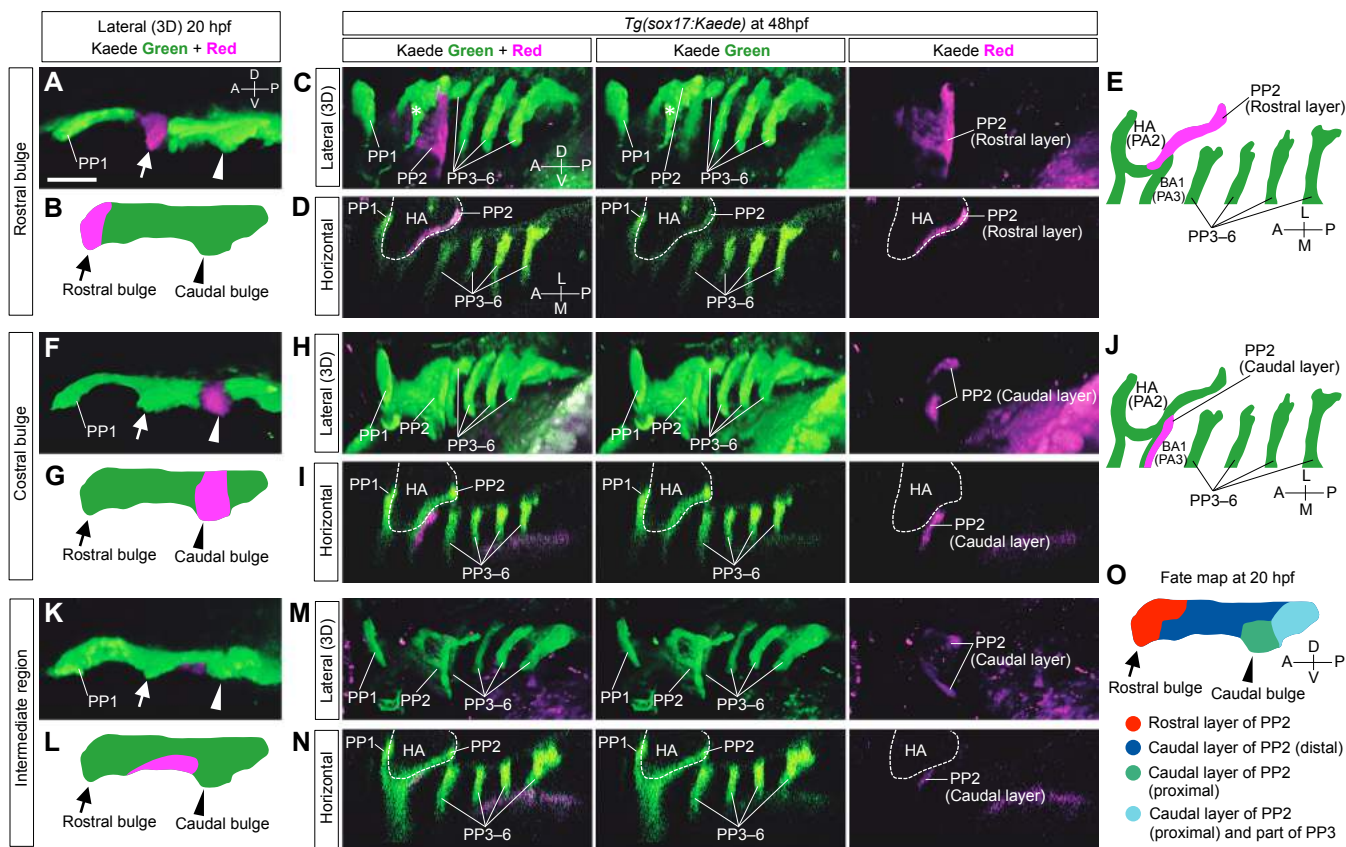 Lateral (3D) 20 hpf
Kaede Green + Red
Tg(sox17:Kaede) at 48hpf
Kaede Green + Red
Kaede Green
Kaede Red
Rostral bulge
A
D
A P
V
PP1
B
Rostral bulge
Caudal bulge
Lateral (3D)
C
*
PP1
PP2
PP3–6
D
A P
V
*
PP1
PP2
PP3–6
PP2
(Rostral layer)
Horizontal
D
PP1
HA
PP2
PP3–6
L
A P
M
PP1
HA
PP2
PP3–6
HA
PP2
(Rostral layer)
E
PP2
(Rostral layer)
HA
(PA2)
BA1
(PA3)
PP3–6
L
A P
M
Costral bulge
F
PP1
G
Rostral bulge
Caudal bulge
Lateral (3D)
H
PP1
PP2
PP3–6
PP1
PP2
PP3–6
PP2 (Caudal layer)
Horizontal
I
PP1
HA
PP2
PP3–6
PP1
HA
PP2
PP3–6
HA
PP2
(Caudal layer)
J
PP2
(Caudal layer)
HA
(PA2)
BA1
(PA3)
PP3–6
L
A P
M
Intermediate region
K
PP1
L
Rostral bulge
Caudal bulge
Lateral (3D)
M
PP1
PP2
PP3–6
PP1
PP2
PP3–6
PP2
(Caudal layer)
Horizontal
N
PP1
HA
PP2
PP3–6
PP1
HA
PP2
PP3–6
HA
PP2
(Caudal layer)
O
Fate map at 20 hpf
D
A P
V
Rostral bulge
Caudal bulge
Rostral layer of PP2
Caudal layer of PP2 (distal)
Caudal layer of PP2
(proximal)
Caudal layer of PP2
(proximal) and part of PP3